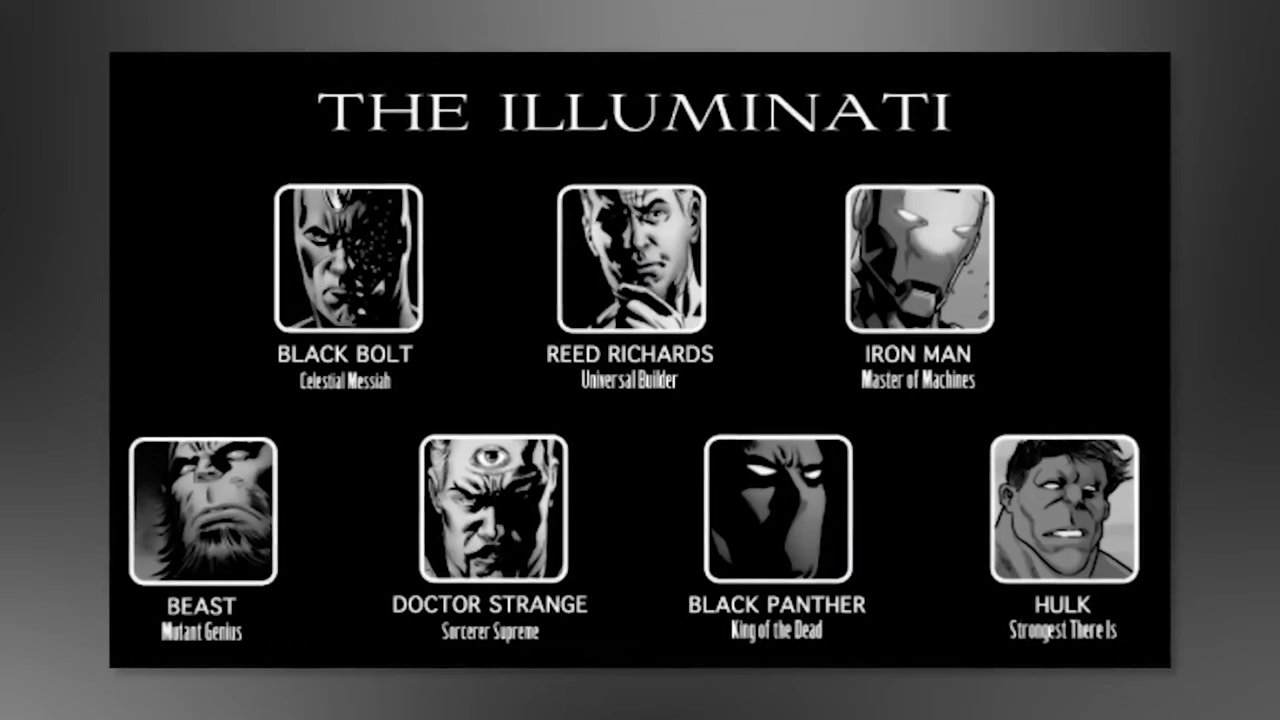 THE ILLUMINATI
BLACK BOLT
Celestial Messiah
REED RICHARDS
Universal Builder
IRON MAN
Master of Machines
BEAST
Mutant Genius
DOCTOR STRANGE
Sorcerer Supreme
BLACK PANTHER
King of the Dead
HULK
Strongest There Is